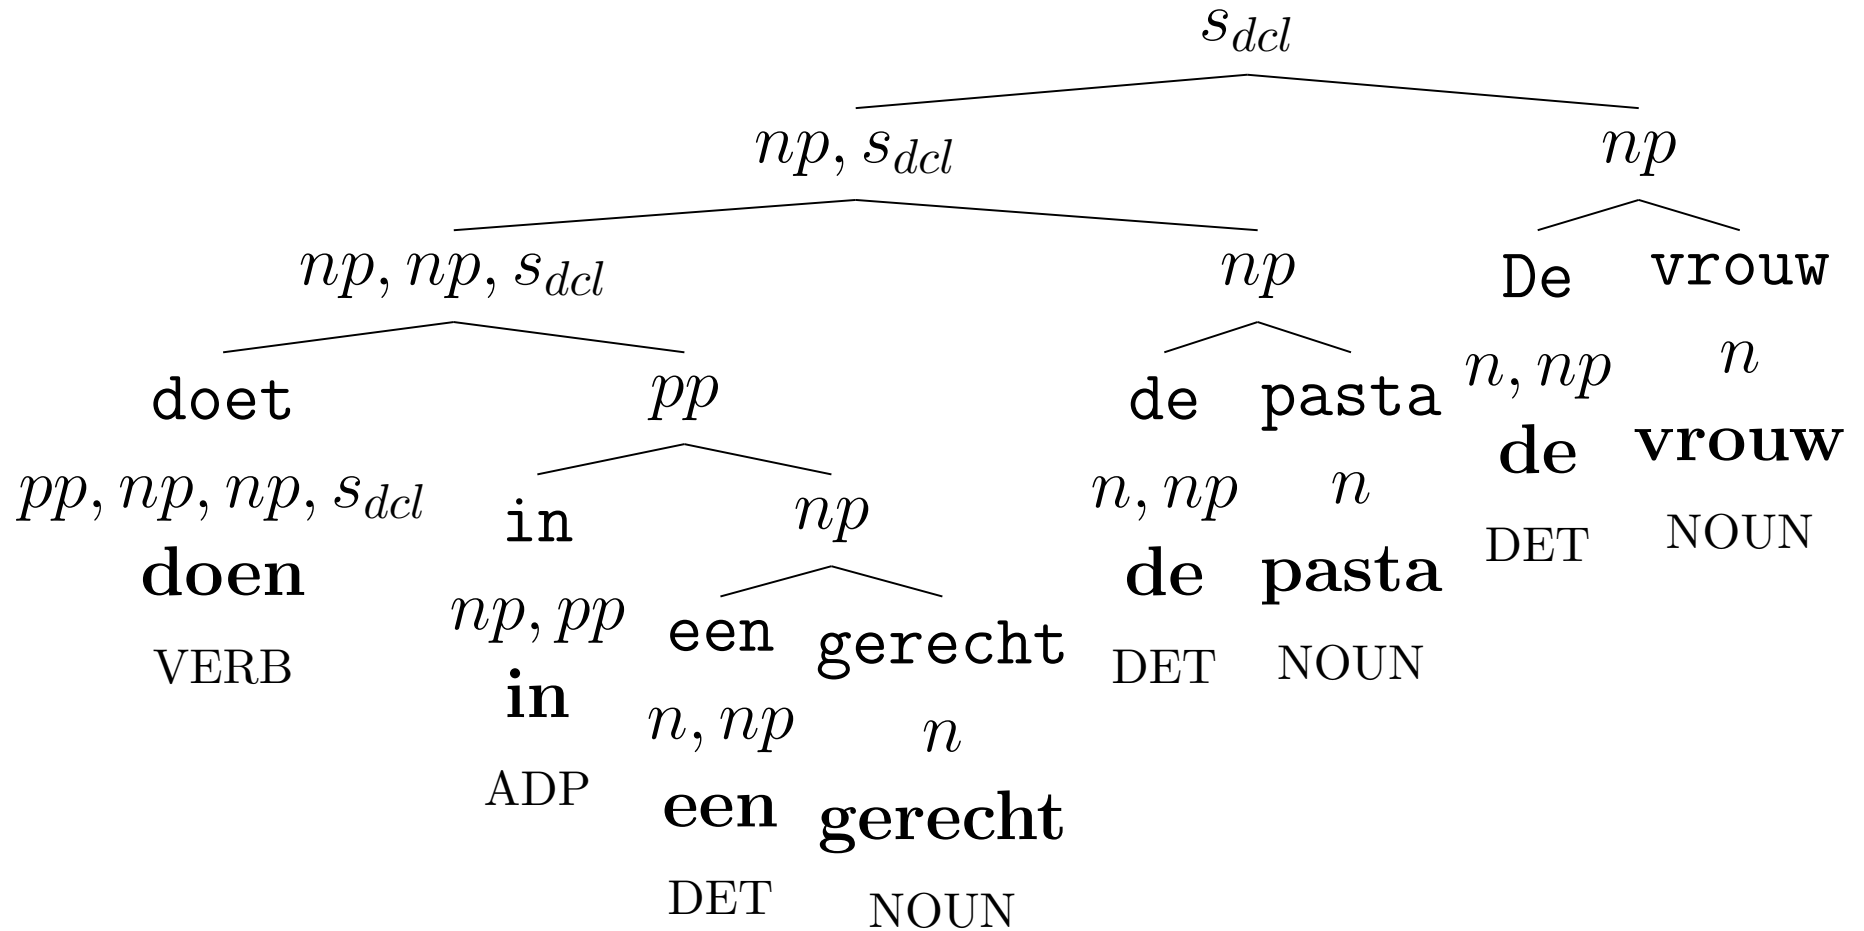 s_dcl
np, s_dcl np
np, np, s_dcl np De vrouw
doet pp de pasta n, np n
pp, np, np, s_dcl in np n, np n de vrouw
doen np, pp een gerecht de pasta DET NOUN
VERB in n, np n DET NOUN
ADP een gerecht
DET NOUN